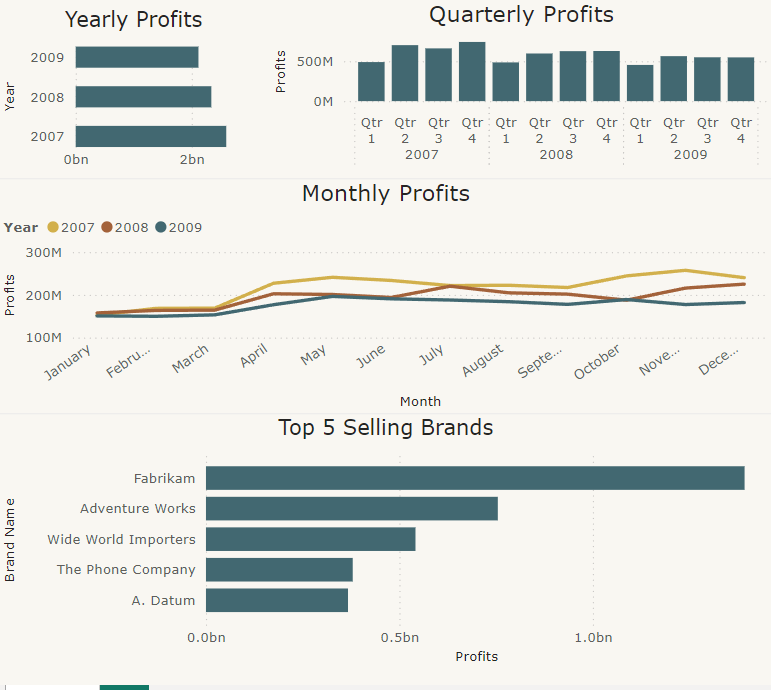 Yearly Profits
Year
2009
2008
2007
0bn 2bn
Quarterly Profits
Profits
500M
0M
Qtr 1 Qtr 2 Qtr 3 Qtr 4 Qtr 1 Qtr 2 Qtr 3 Qtr 4 Qtr 1 Qtr 2 Qtr 3 Qtr 4
2007 2008 2009
Monthly Profits
Year 2007 2008 2009
Profits
300M
200M
100M
January Febru... March April May June July August Septe... October Nove... Dece...
Month
Top 5 Selling Brands
Brand Name
Fabrikam
Adventure Works
Wide World Importers
The Phone Company
A. Datum
0.0bn 0.5bn 1.0bn
Profits